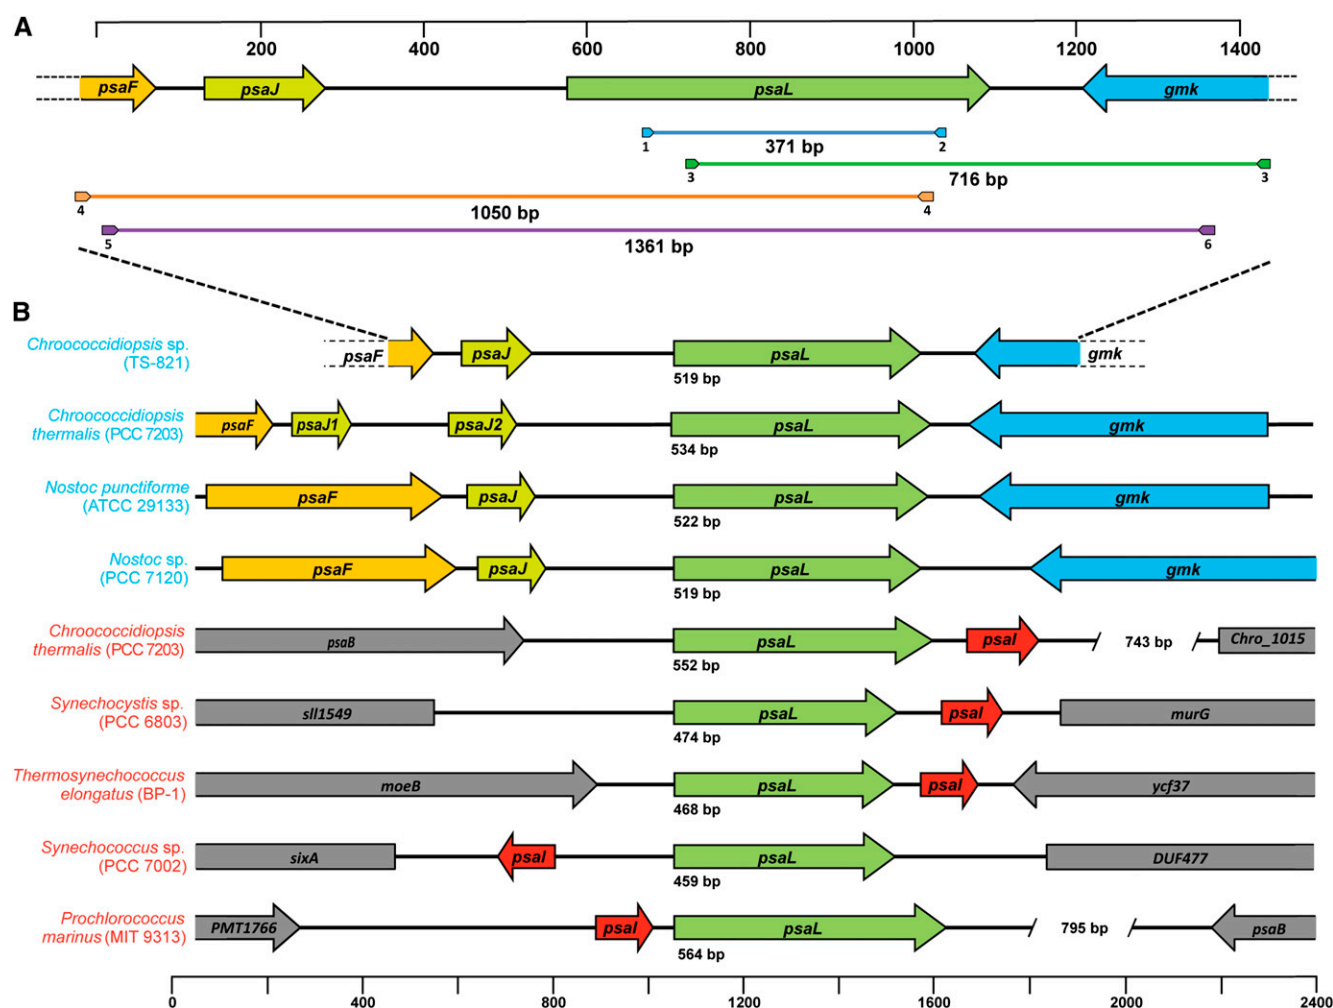 A
200 400 600 800 1000 1200 1400
psaF psaJ psaL gmk
1 371 bp 2
3 716 bp 3
4 1050 bp 4
5 1361 bp 6
B
Chroococcidiopsis sp.
(TS-821)
psaF psaJ psaL gmk
519 bp
Chroococcidiopsis
thermalis (PCC 7203)
psaF psaJ1 psaJ2 psaL gmk
534 bp
Nostoc punctiforme
(ATCC 29133)
psaF psaJ psaL gmk
522 bp
Nostoc sp.
(PCC 7120)
psaF psaJ psaL gmk
519 bp
Chroococcidiopsis
thermalis (PCC 7203)
psaB psaL psaI 743 bp Chro_1015
552 bp
Synechocystis sp.
(PCC 6803)
sll1549 psaL psaI murG
474 bp
Thermosynechococcus
elongatus (BP-1)
moeB psaL psaI ycf37
468 bp
Synechococcus sp.
(PCC 7002)
sixA psaI psaL DUF477
459 bp
Prochlorococcus
marinus (MIT 9313)
PMT1766 psaI psaL 795 bp psaB
564 bp
0 400 800 1200 1600 2000 2400